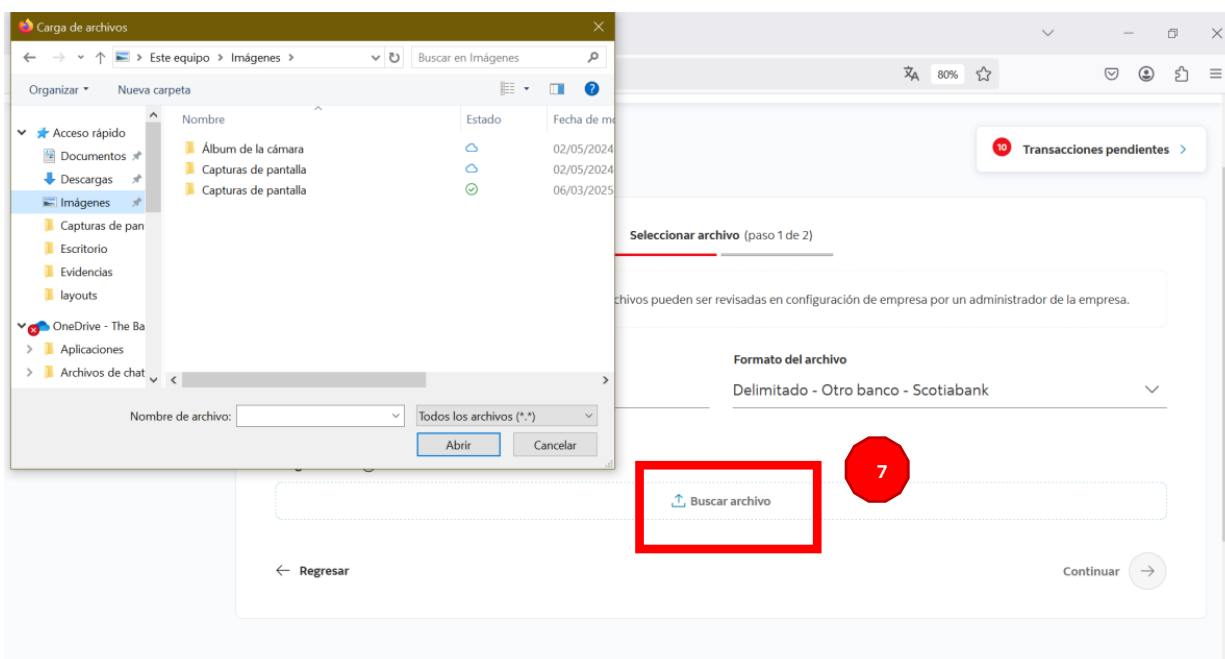 Carga de archivos
Este equipo > Imágenes >
Buscar en Imágenes
Organizar
Nueva carpeta
Nombre
Estado
Acceso rápido
Documentos
Descargas
Imágenes
Capturas de pan
Escritorio
Evidencias
layouts
OneDrive - The Ba
Aplicaciones
Archivos de chat
Fecha de mo
Álbum de la cámara
02/05/2024
Capturas de pantalla
02/05/2024
Capturas de pantalla
06/03/2025
Nombre de archivo:
Todos los archivos (*.*)
Abrir
Cancelar
80%
10
Transacciones pendientes >
Seleccionar archivo (paso 1 de 2)
chivos pueden ser revisadas en configuración de empresa por un administrador de la empresa.
Formato del archivo
Delimitado - Otro banco - Scotiabank
7
Buscar archivo
← Regresar
Continuar →